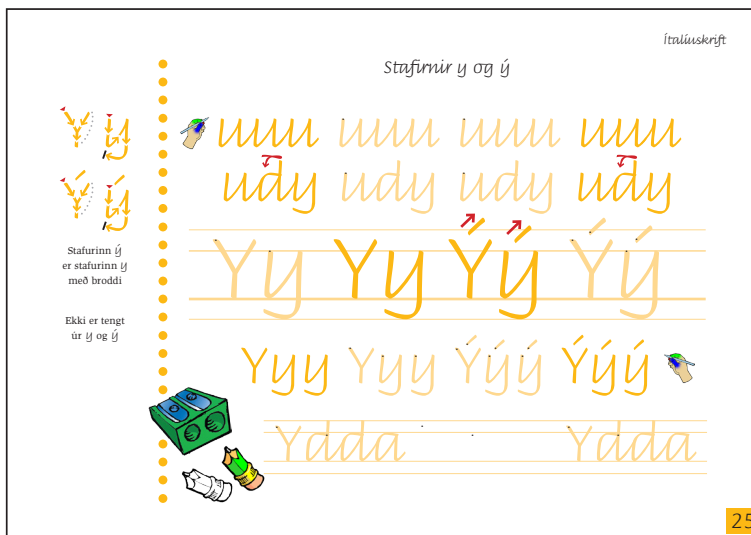 Ítalíuskrift
Stafirnir y og ý
uuu uuu uuu uuu
udy udy udy udy
Stafurinn ý
er stafurinn y
með broddi
Ekki er tengt
úr y og ý
Yy Yy Ýý Ýý
Yyy Yyy Ýýý Ýýý
Ydda Ydda
25